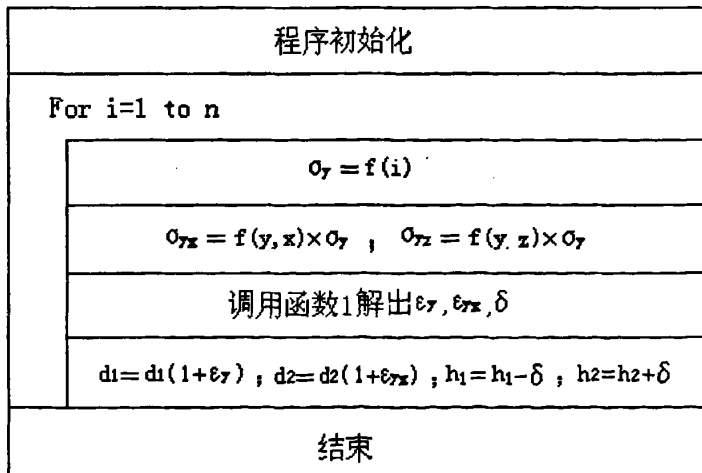 程序初始化
For i=1 to n
σy = f(i)
σyx = f(y,x)×σy ; σyz = f(y, z)×σy
调用函数1解出εy,εyx,δ
d1=d1(1+εy) ; d2=d2(1+εyx) ; h1=h1-δ ; h2=h2+δ
结束